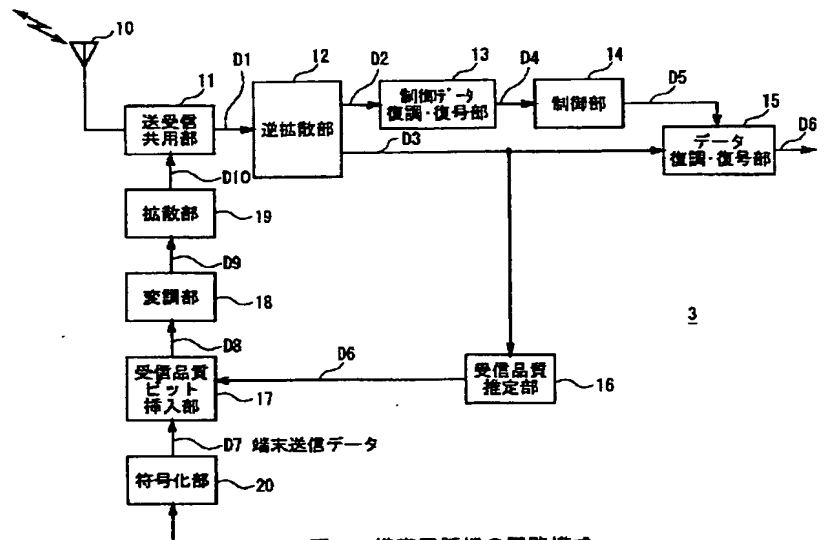 10
D1
12
D2
13
D4
14
D5
15
11
送受信
共用部
逆拡散部
制御データ
復調・復号部
制御部
データ
復調・復号部
D6
D3
D10
拡散部
19
D9
変調部
18
3
D8
D6
受信品質
ビット
挿入部
17
受信品質
推定部
16
D7 端末送信データ
符号化部
20